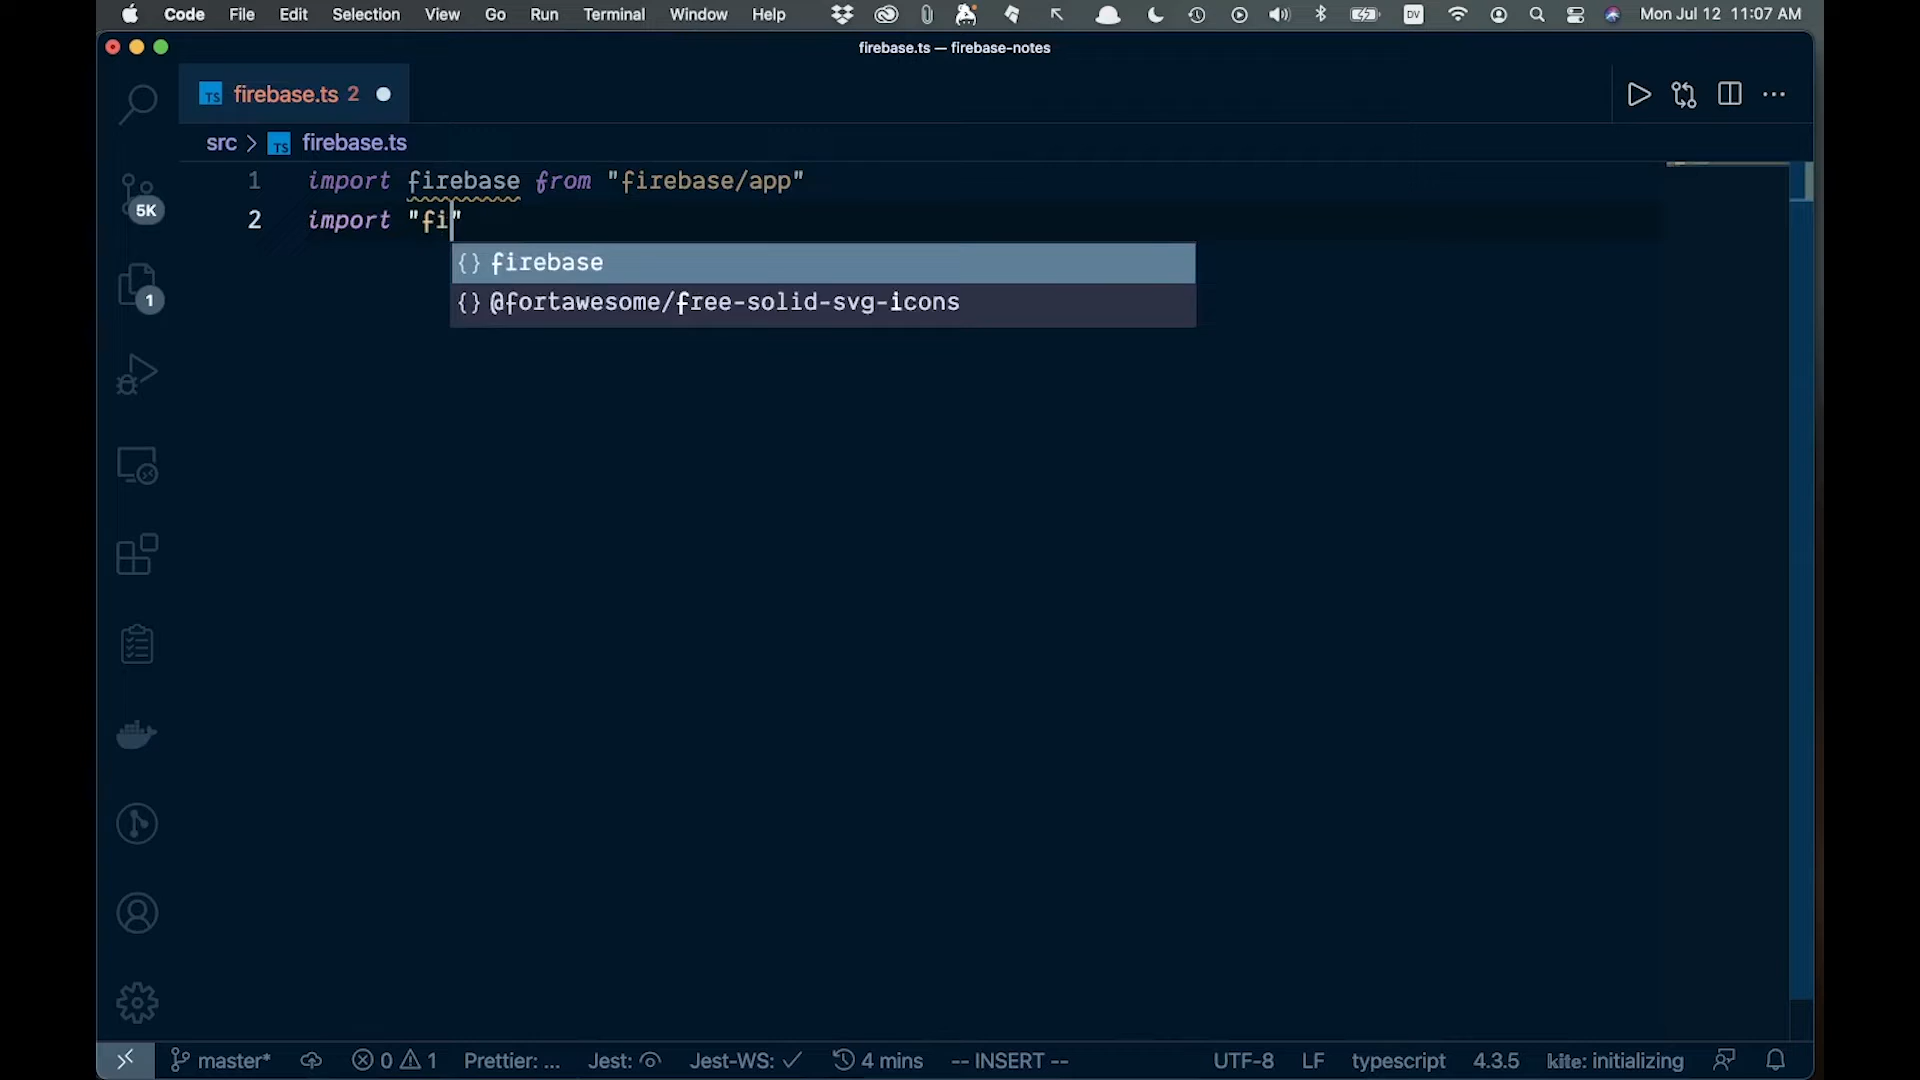 Code File Edit Selection View Go Run Terminal Window Help DV Mon Jul 12 11:07 AM
firebase.ts — firebase-notes
TS firebase.ts 2
src > TS firebase.ts
1 import firebase from "firebase/app"
2 import "fi"
{} firebase
{} @fortawesome/free-solid-svg-icons
5K
1
master* 0 1 Prettier: ... Jest: Jest-WS: 4 mins -- INSERT -- UTF-8 LF typescript 4.3.5 kite: initializing